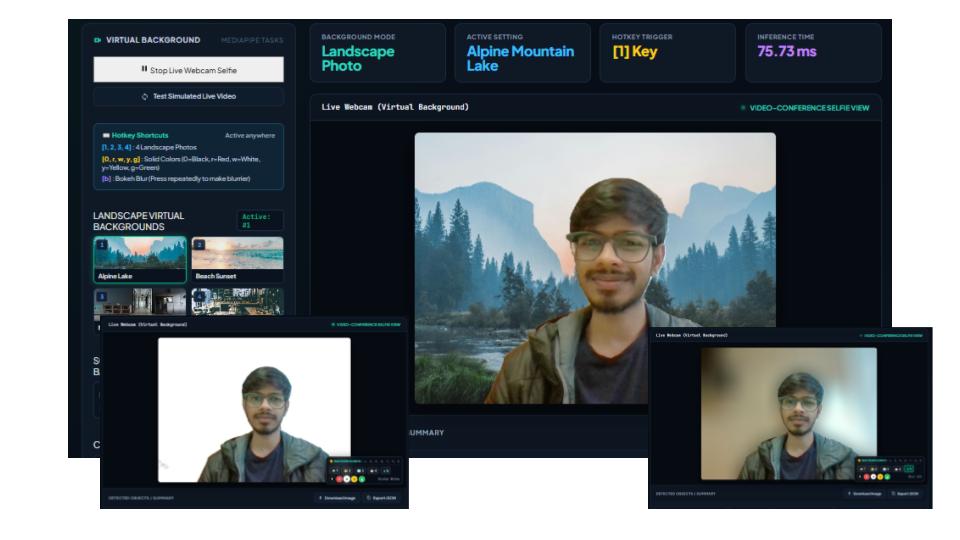 VIRTUAL BACKGROUND
MEDIAPIPE TASKS
Stop Live Webcam Selfie
Test Simulated Live Video
Hotkey Shortcuts
Active anywhere
[1, 2, 3, 4] : 4 Landscape Photos
[0, r, w, y, g] : Solid Colors (0=Black, r=Red, w=White,
y=Yellow, g=Green)
[b] : Bokeh Blur (Press repeatedly to make blurrier)
LANDSCAPE VIRTUAL
BACKGROUNDS
Active:
#1
1
Alpine Lake
2
Beach Sunset
3
4
BACKGROUND MODE
Landscape
Photo
ACTIVE SETTING
Alpine Mountain
Lake
HOTKEY TRIGGER
[1] Key
INFERENCE TIME
75.73 ms
Live Webcam (Virtual Background)
VIDEO-CONFERENCE SELFIE VIEW
SUMMARY
Live Webcam (Virtual Background)
VIDEO-CONFERENCE SELFIE VIEW
DETECTED OBJECTS / SUMMARY
Download Image
Export JSON
Live Webcam (Virtual Background)
VIDEO-CONFERENCE SELFIE VIEW
DETECTED OBJECTS / SUMMARY
Download Image
Export JSON